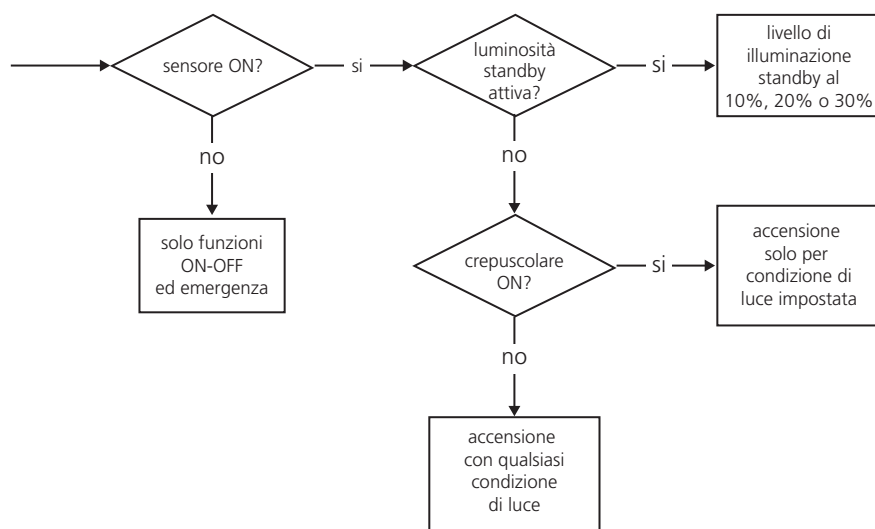 sensore ON?
si
luminosità
standby
attiva?
si
livello di
illuminazione
standby al
10%, 20% o 30%
no
no
solo funzioni
ON-OFF
ed emergenza
crepuscolare
ON?
si
accensione
solo per
condizione di
luce impostata
no
accensione
con qualsiasi
condizione
di luce